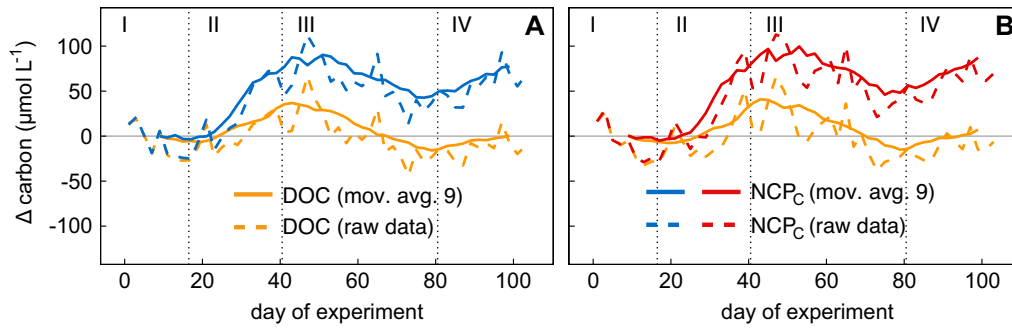 I II III IV A
I II III IV B
Δ carbon (µmol L⁻¹)
100
50
0
-50
-100
DOC (mov. avg. 9)
DOC (raw data)
NCP_C (mov. avg. 9)
NCP_C (raw data)
0 20 40 60 80 100
0 20 40 60 80 100
day of experiment
day of experiment